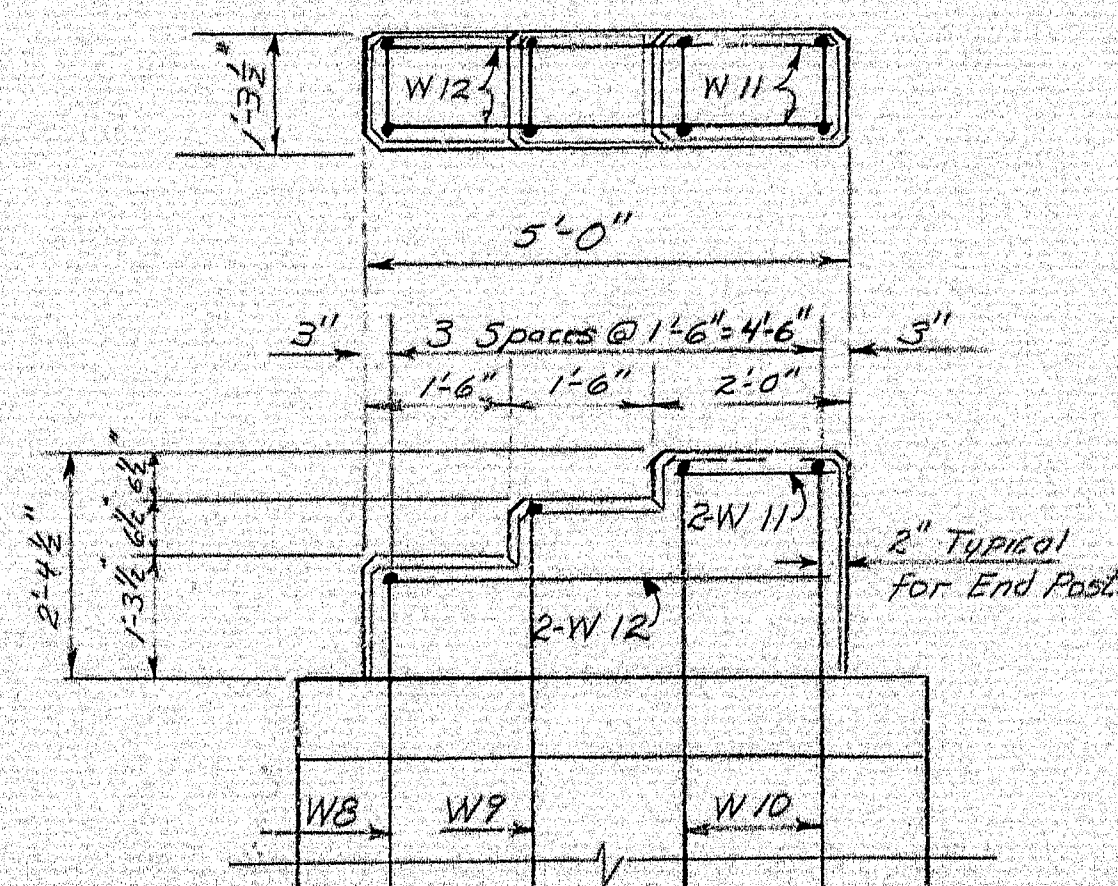 1'-3½"
W12
W11
5'-0"
3"
3 Spaces @ 1'-6"=4'-6"
3"
1'-6"
1'-6"
2'-0"
2'-4½"
1'-3½"
6½"
6½"
2-W11
2" Typical
for End Post
2-W12
W8
W9
W10